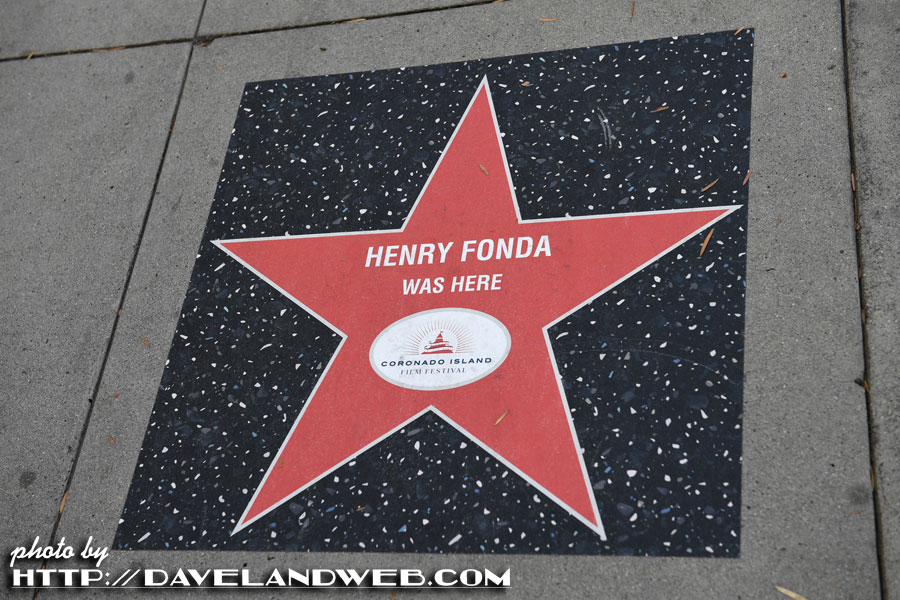 HENRY FONDA
WAS HERE
CORONADO ISLAND
FILM FESTIVAL
photo by
HTTP://DAVELANDWEB.COM